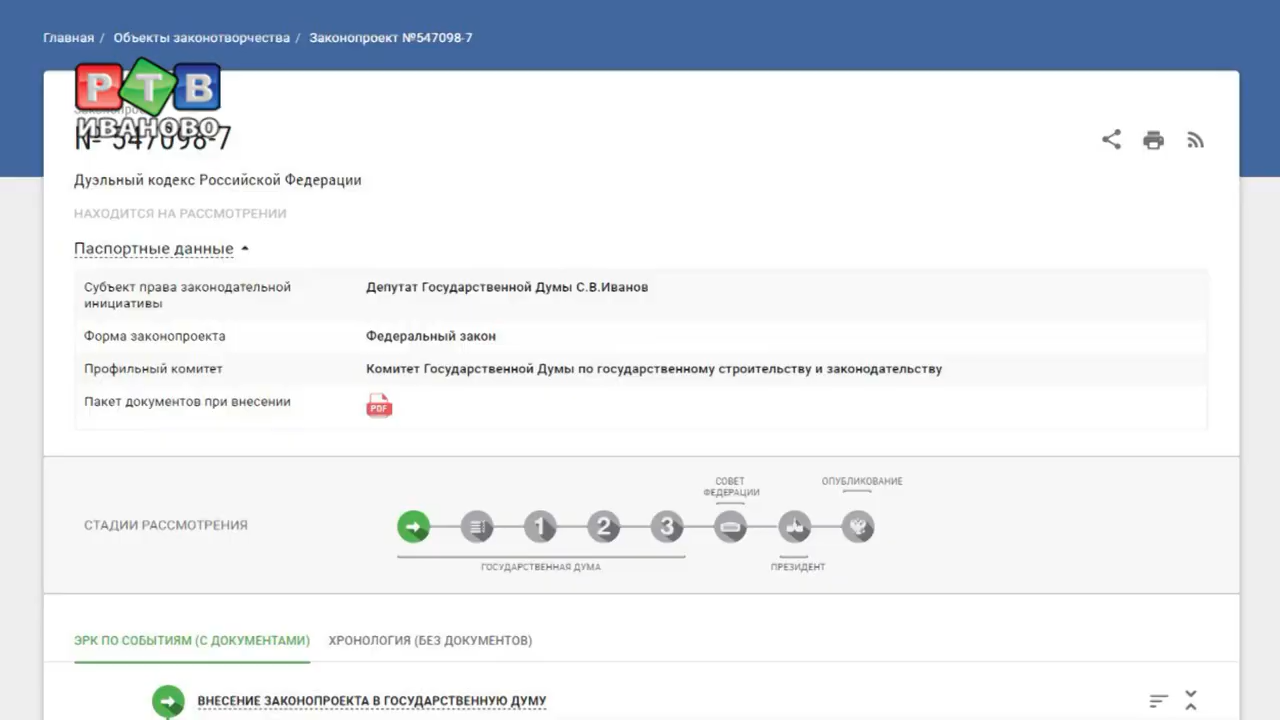 Главная / Объекты законотворчества / Законопроект №547098-7
РТВ
ИВАНОВО
№ 547098-7
Дуэльный кодекс Российской Федерации
НАХОДИТСЯ НА РАССМОТРЕНИИ
Паспортные данные
Субъект права законодательной инициативы
Депутат Государственной Думы С.В.Иванов
Форма законопроекта
Федеральный закон
Профильный комитет
Комитет Государственной Думы по государственному строительству и законодательству
Пакет документов при внесении
PDF
СТАДИИ РАССМОТРЕНИЯ
СОВЕТ
ФЕДЕРАЦИИ
ОПУБЛИКОВАНИЕ
1 2 3
ГОСУДАРСТВЕННАЯ ДУМА
ПРЕЗИДЕНТ
ЭРК ПО СОБЫТИЯМ (С ДОКУМЕНТАМИ) ХРОНОЛОГИЯ (БЕЗ ДОКУМЕНТОВ)
ВНЕСЕНИЕ ЗАКОНОПРОЕКТА В ГОСУДАРСТВЕННУЮ ДУМУ